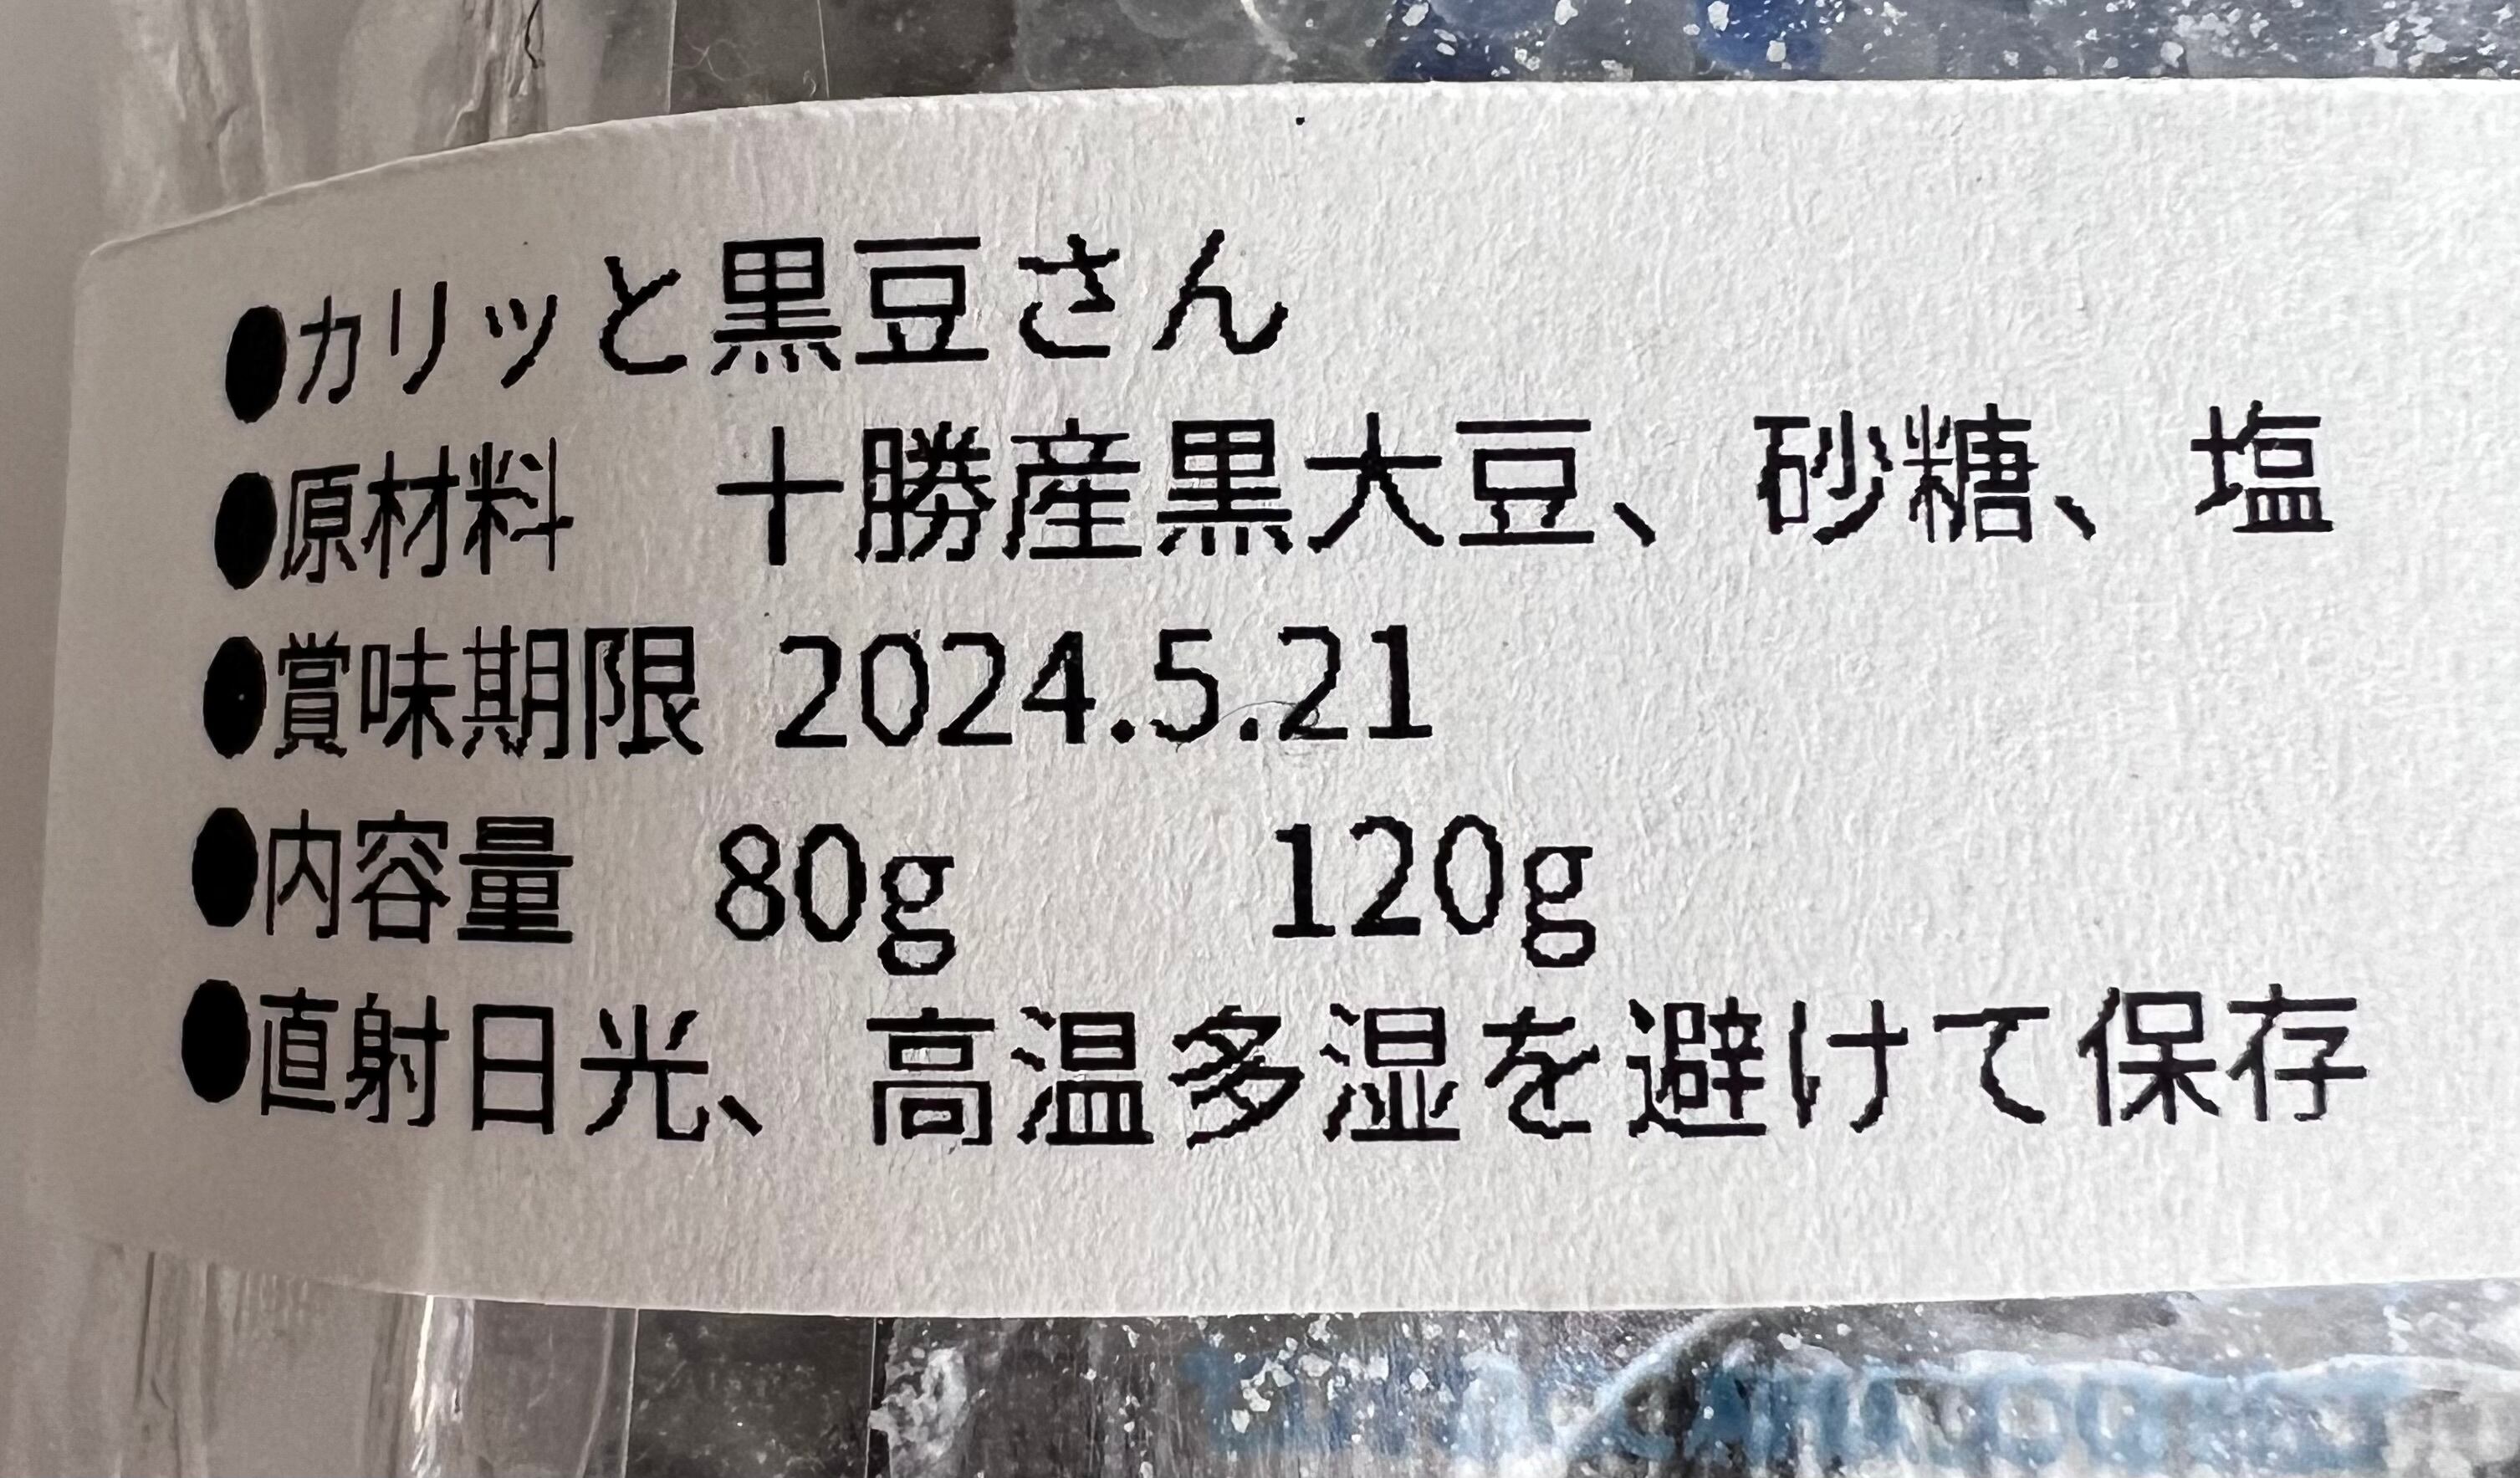 ●カリッと黒豆さん
●原材料　十勝産黒大豆、砂糖、塩
●賞味期限 2024.5.21
●内容量　80g　　120g
●直射日光、高温多湿を避けて保存